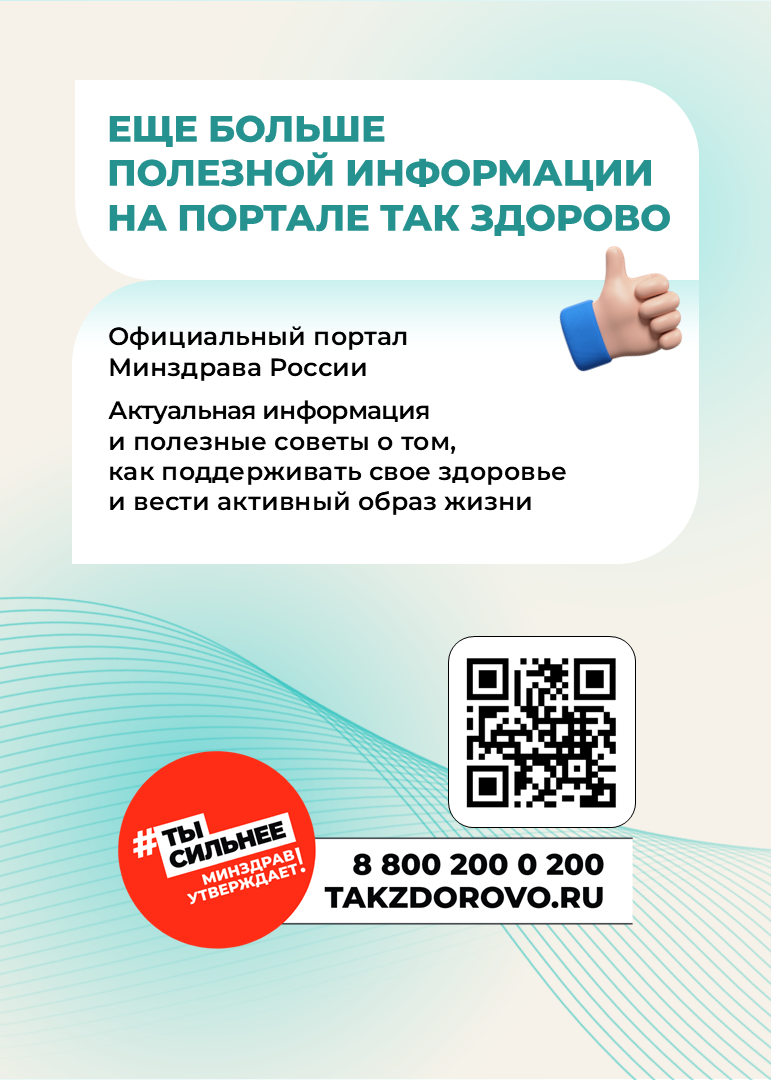 ЕЩЕ БОЛЬШЕ
ПОЛЕЗНОЙ ИНФОРМАЦИИ
НА ПОРТАЛЕ ТАК ЗДОРОВО
Официальный портал
Минздрава России
Актуальная информация
и полезные советы о том,
как поддерживать свое здоровье
и вести активный образ жизни
#ТЫ
СИЛЬНЕЕ
МИНЗДРАВ
УТВЕРЖДАЕТ!
8 800 200 0 200
TAKZDOROVO.RU